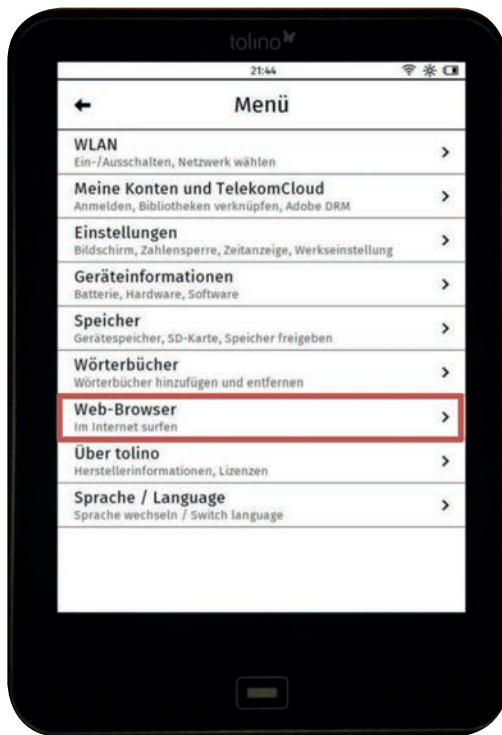 tolino
21:44
Menü
WLAN
Ein-/Ausschalten, Netzwerk wählen
Meine Konten und TelekomCloud
Anmelden, Bibliotheken verknüpfen, Adobe DRM
Einstellungen
Bildschirm, Zahlensperre, Zeitanzeige, Werkseinstellung
Geräteinformationen
Batterie, Hardware, Software
Speicher
Gerätespeicher, SD-Karte, Speicher freigeben
Wörterbücher
Wörterbücher hinzufügen und entfernen
Web-Browser
Im Internet surfen
Über tolino
Herstellerinformationen, Lizenzen
Sprache / Language
Sprache wechseln / Switch language